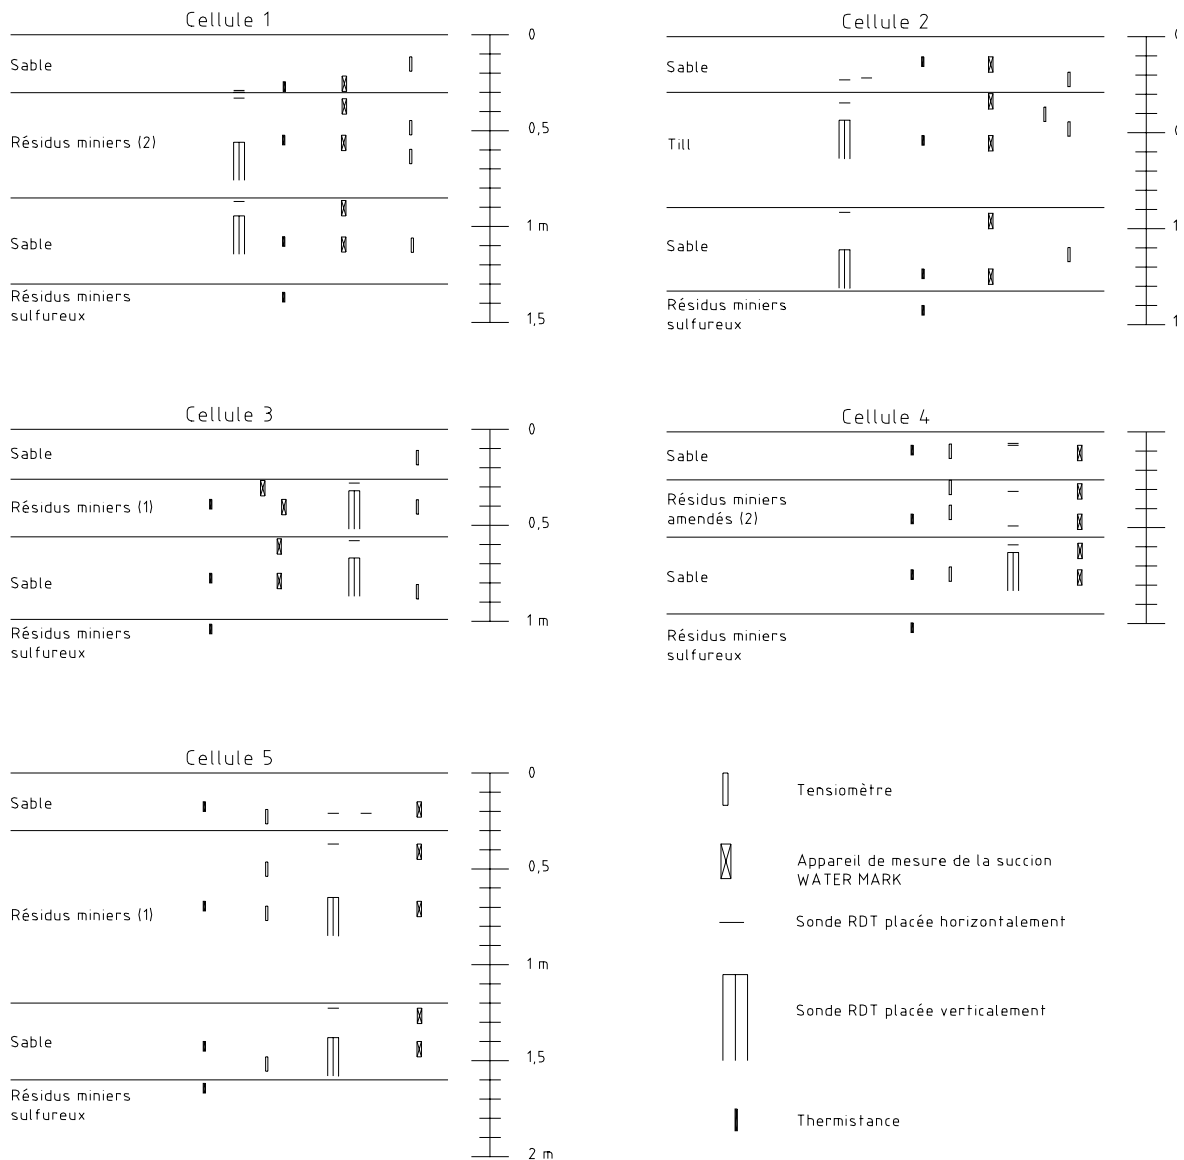 Cellule 1
0
Sable
0,5
Résidus miniers (2)
1 m
Sable
Résidus miniers
sulfureux
1,5
Cellule 2
Sable
Till
1
Sable
Résidus miniers
sulfureux
1
Cellule 3
0
Sable
Résidus miniers (1)
0,5
Sable
1 m
Résidus miniers
sulfureux
Cellule 4
Sable
Résidus miniers
amendés (2)
Sable
Résidus miniers
sulfureux
Cellule 5
0
Sable
0,5
Résidus miniers (1)
1 m
Sable
1,5
Résidus miniers
sulfureux
2 m
Tensiomètre
Appareil de mesure de la succion
WATER MARK
Sonde RDT placée horizontalement
Sonde RDT placée verticalement
Thermistance